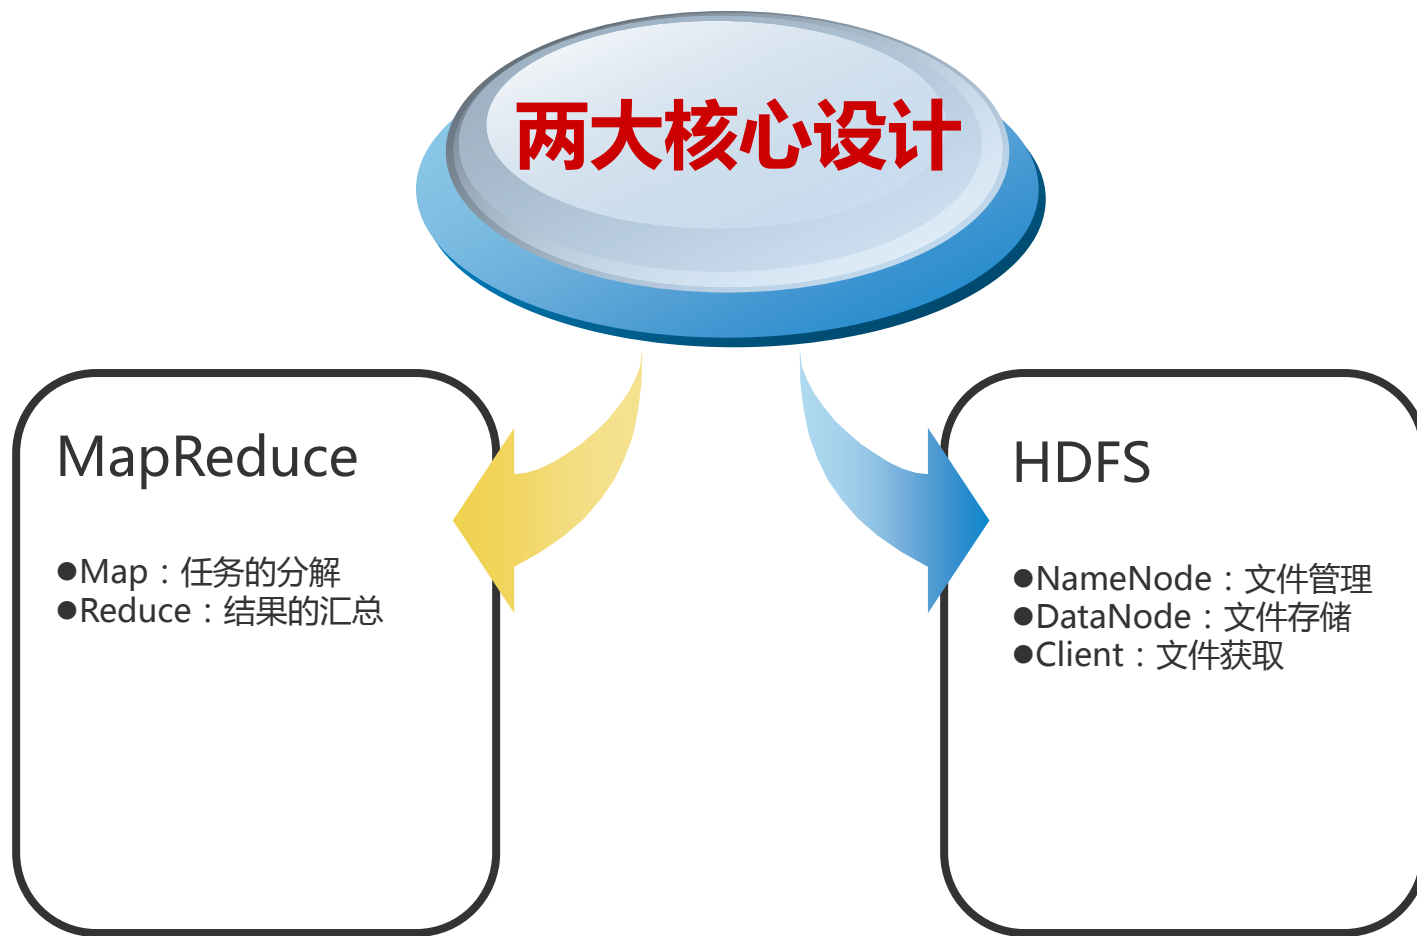 两大核心设计
MapReduce
●Map：任务的分解
●Reduce：结果的汇总
HDFS
●NameNode：文件管理
●DataNode：文件存储
●Client：文件获取